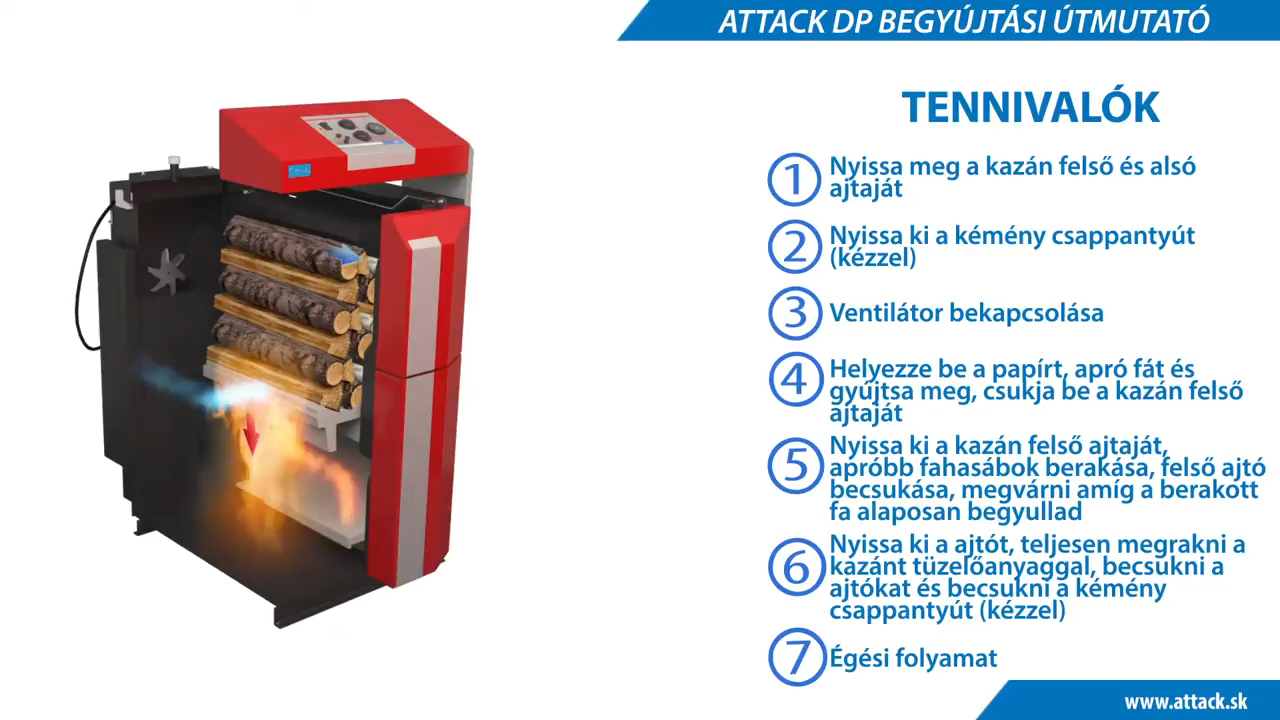 ATTACK DP BEGYÚJTÁSI ÚTMUTATÓ
TENNIVALÓK
1 Nyissa meg a kazán felső és alsó
ajtaját
2 Nyissa ki a kémény csappantyút
(kézzel)
3 Ventilátor bekapcsolása
4 Helyezze be a papírt, apró fát és
gyújtsa meg, csukja be a kazán felső
ajtaját
5 Nyissa ki a kazán felső ajtaját,
apróbb fahasábok berakása, felső ajtó
becsukása, megvárni amíg a berakott
fa alaposan begyullad
6 Nyissa ki a ajtót, teljesen megrakni a
kazánt tüzelőanyaggal, becsukni a
ajtókat és becsukni a kémény
csappantyút (kézzel)
7 Égési folyamat
www.attack.sk